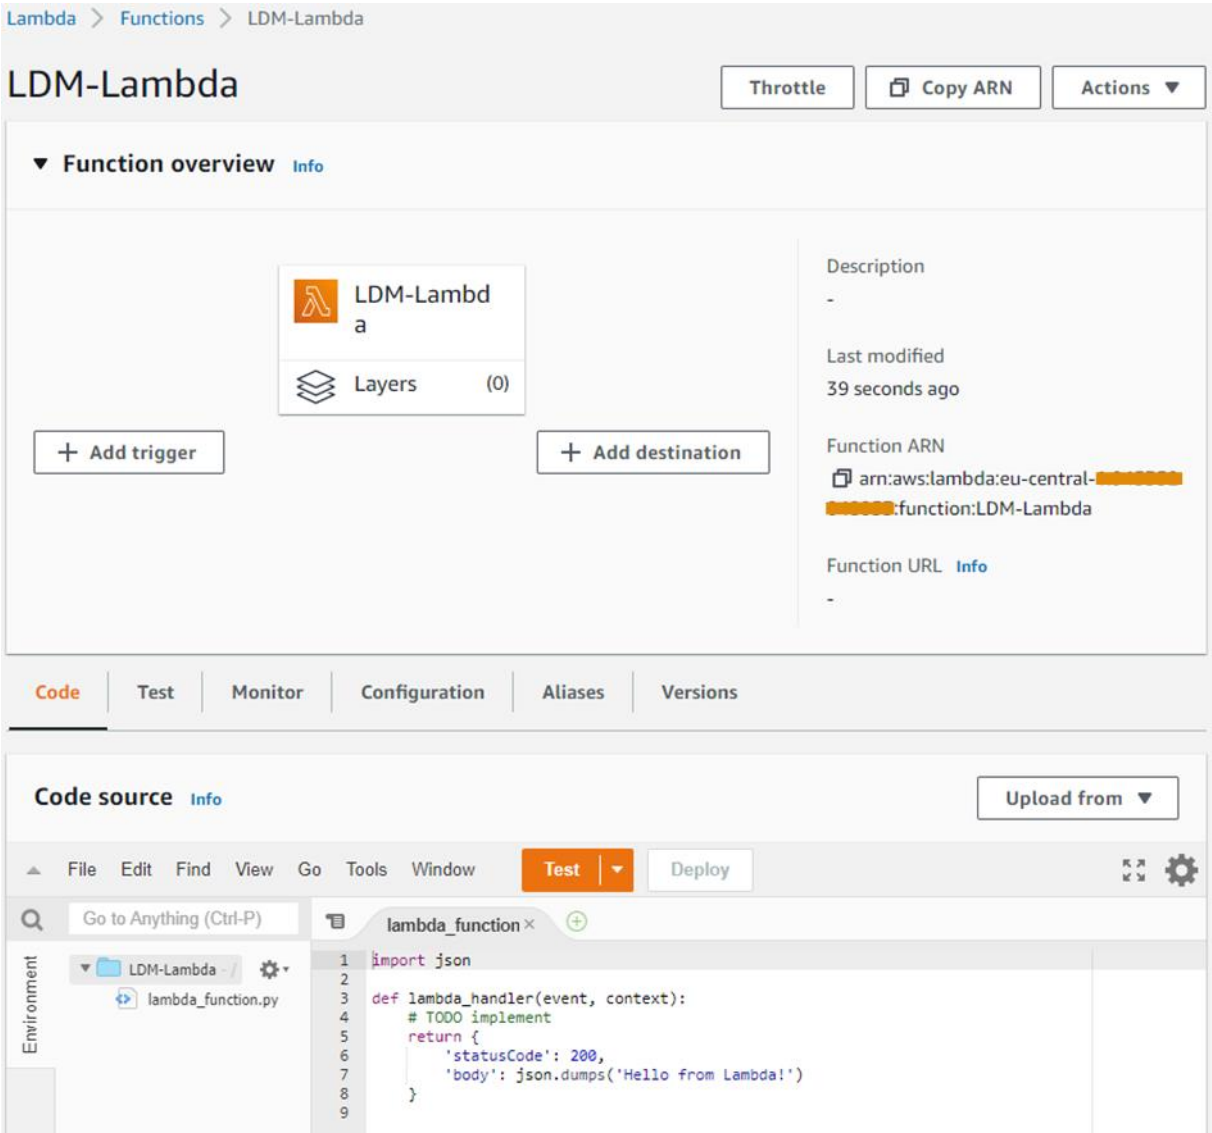 Lambda > Functions > LDM-Lambda
LDM-Lambda
Throttle
Copy ARN
Actions ▼
▼ Function overview Info
LDM-Lambd
a
Layers (0)
+ Add trigger
+ Add destination
Description
-
Last modified
39 seconds ago
Function ARN
arn:aws:lambda:eu-central-
:function:LDM-Lambda
Function URL Info
-
Code Test Monitor Configuration Aliases Versions
Code source Info
Upload from ▼
File Edit Find View Go Tools Window Test Deploy
Go to Anything (Ctrl-P)
lambda_function ×
Environment
LDM-Lambda - /
lambda_function.py
1 import json
2
3 def lambda_handler(event, context):
4 # TODO implement
5 return {
6 'statusCode': 200,
7 'body': json.dumps('Hello from Lambda!')
8 }
9